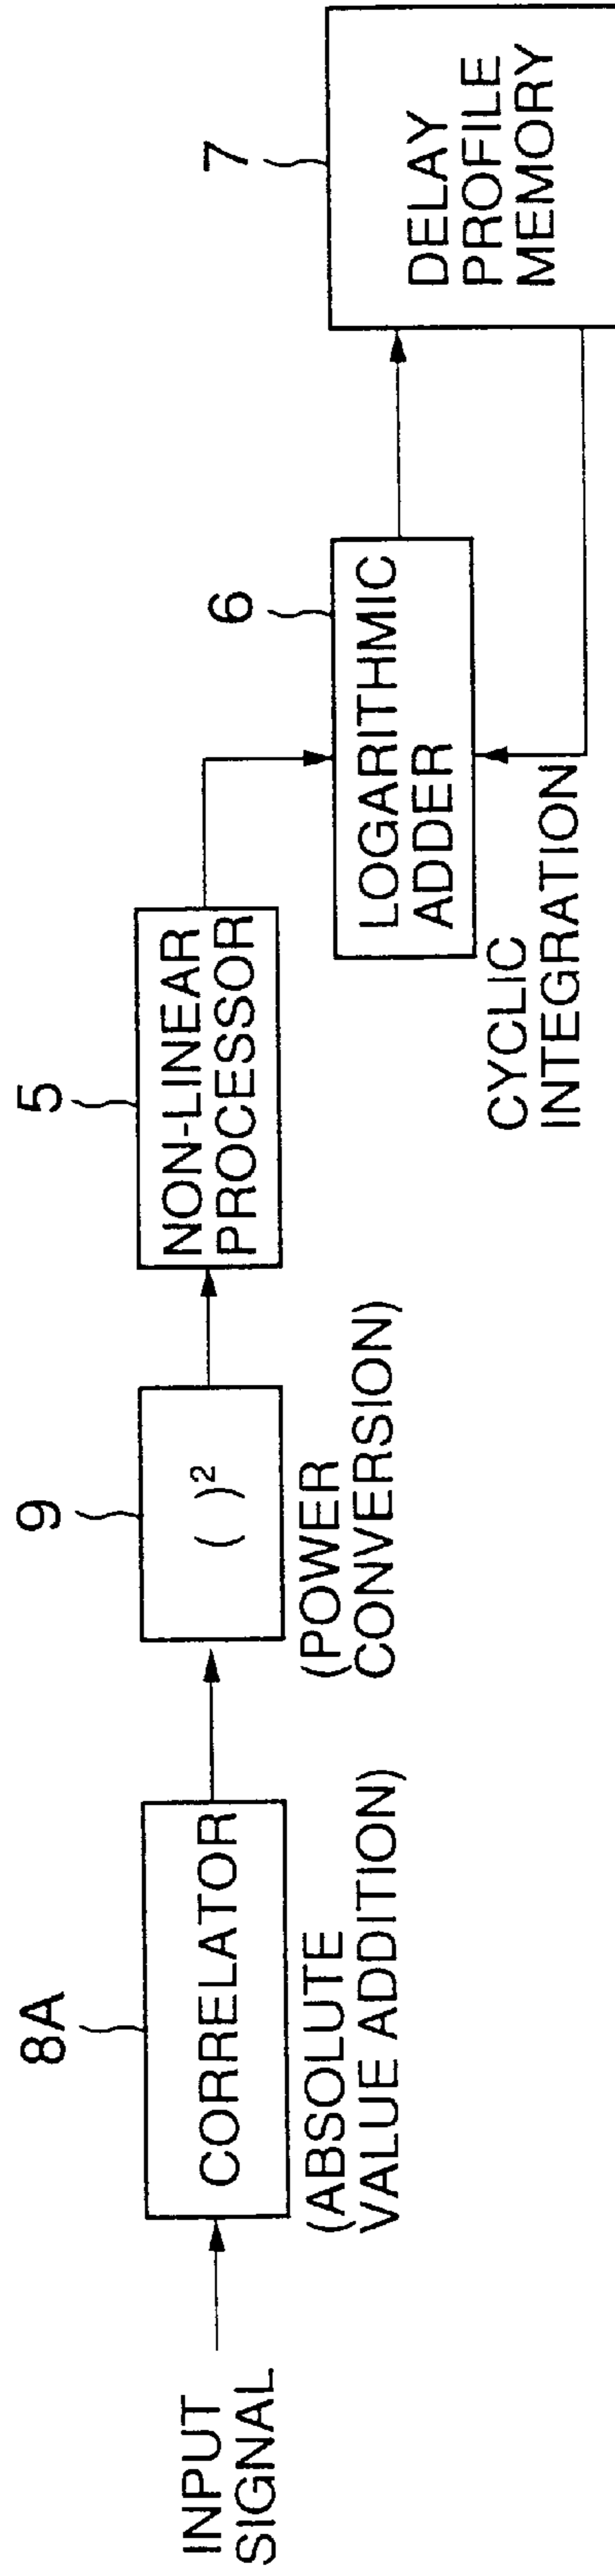 INPUT
SIGNAL
8A
CORRELATOR
(ABSOLUTE
VALUE ADDITION)
9
( )²
(POWER
CONVERSION)
5
NON-LINEAR
PROCESSOR
6
LOGARITHMIC
ADDER
CYCLIC
INTEGRATION
7
DELAY
PROFILE
MEMORY